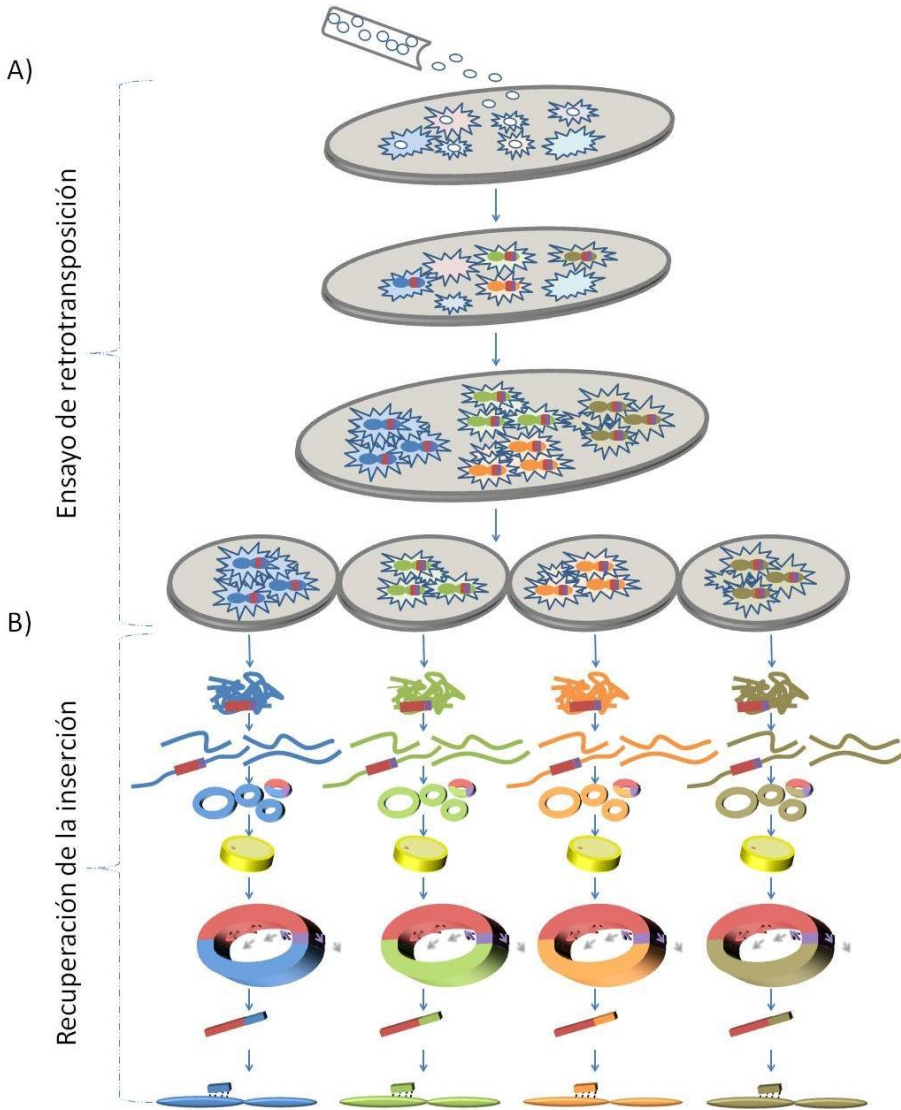 A)
Ensayo de retrotransposición
B)
Recuperación de la inserción